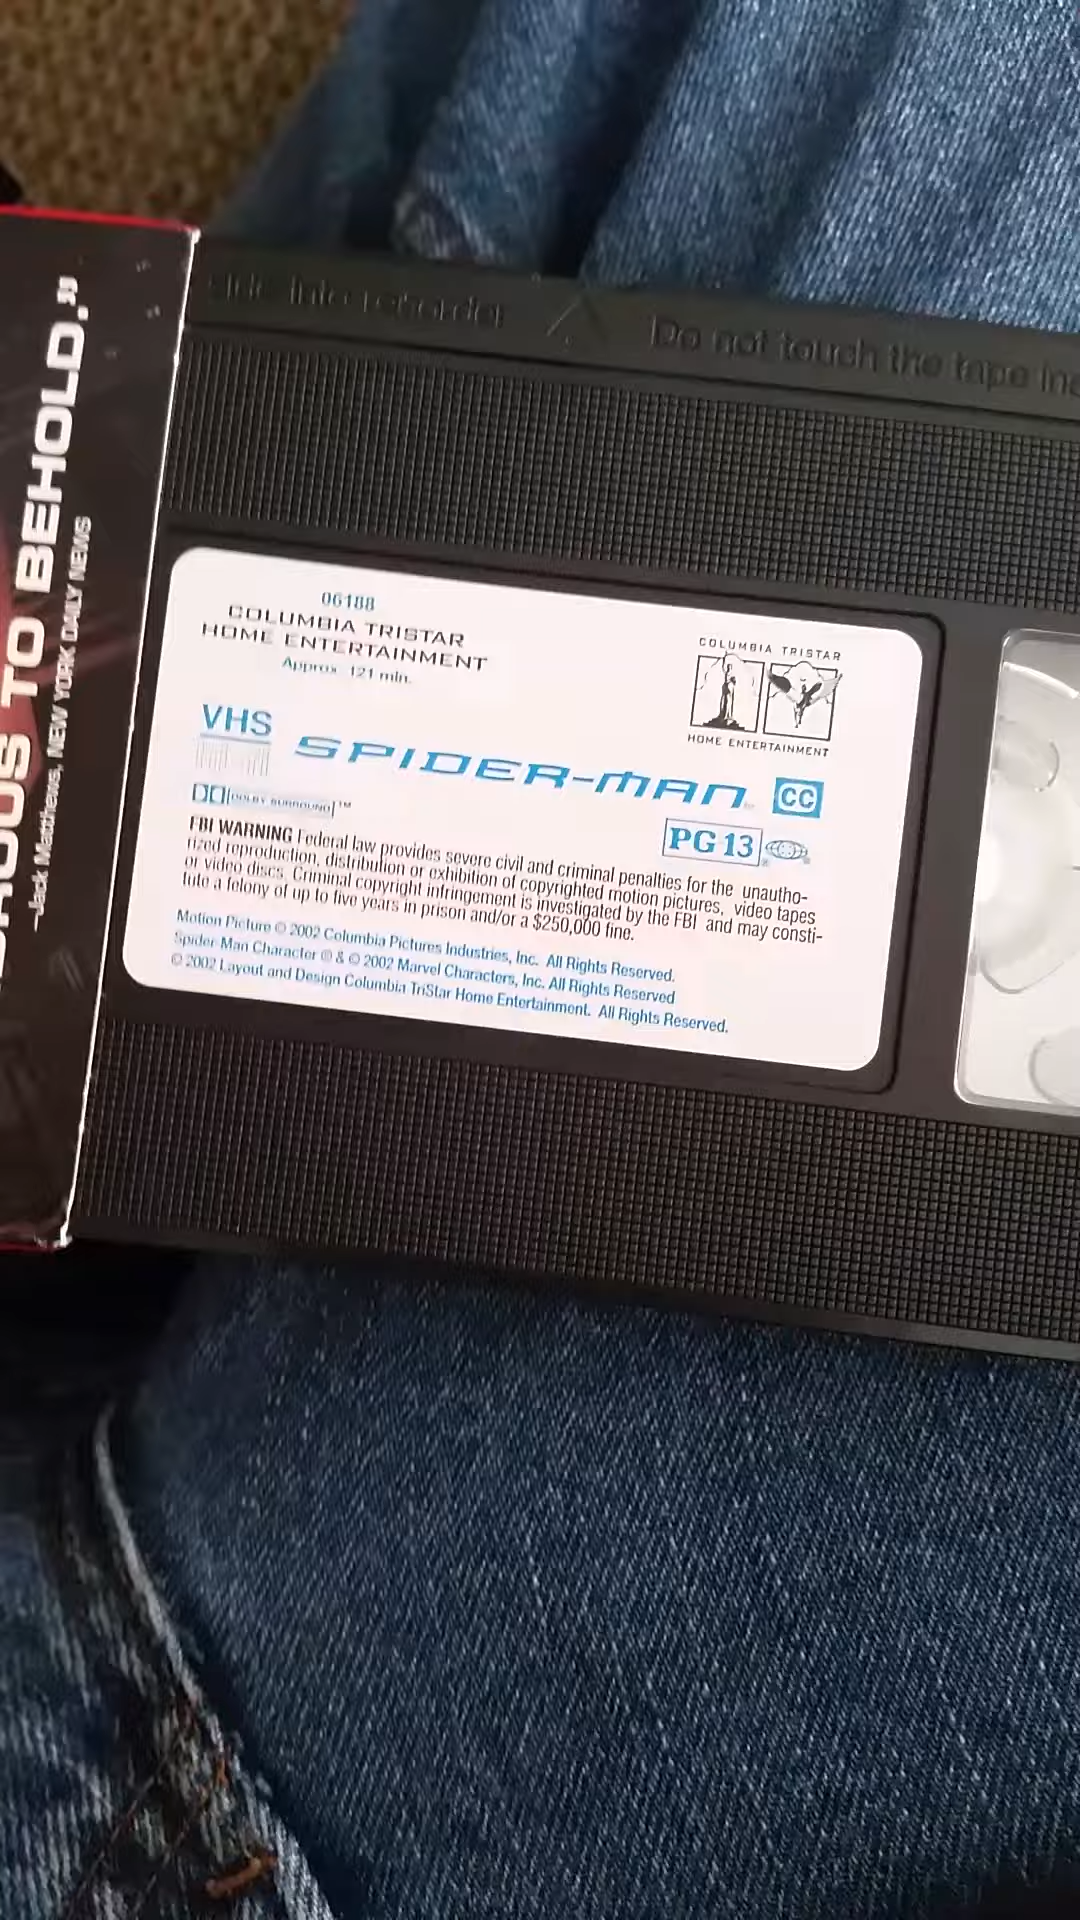 BEHOLD."
TO BEHOLD."
-Jack Matthews, NEW YORK DAILY NEWS
into recorder
Do not touch the tape
06188
COLUMBIA TRISTAR
HOME ENTERTAINMENT
Approx. 121 min.
COLUMBIA TRISTAR
HOME ENTERTAINMENT
VHS
SPIDER-MAN
CC
DOLBY SURROUND ™
PG 13
FBI WARNING Federal law provides severe civil and criminal penalties for the unautho-
rized reproduction, distribution or exhibition of copyrighted motion pictures, video tapes
or video discs. Criminal copyright infringement is investigated by the FBI and may consti-
tute a felony of up to five years in prison and/or a $250,000 fine.
Motion Picture © 2002 Columbia Pictures Industries, Inc. All Rights Reserved.
Spider-Man Character ® & © 2002 Marvel Characters, Inc. All Rights Reserved
© 2002 Layout and Design Columbia TriStar Home Entertainment. All Rights Reserved.